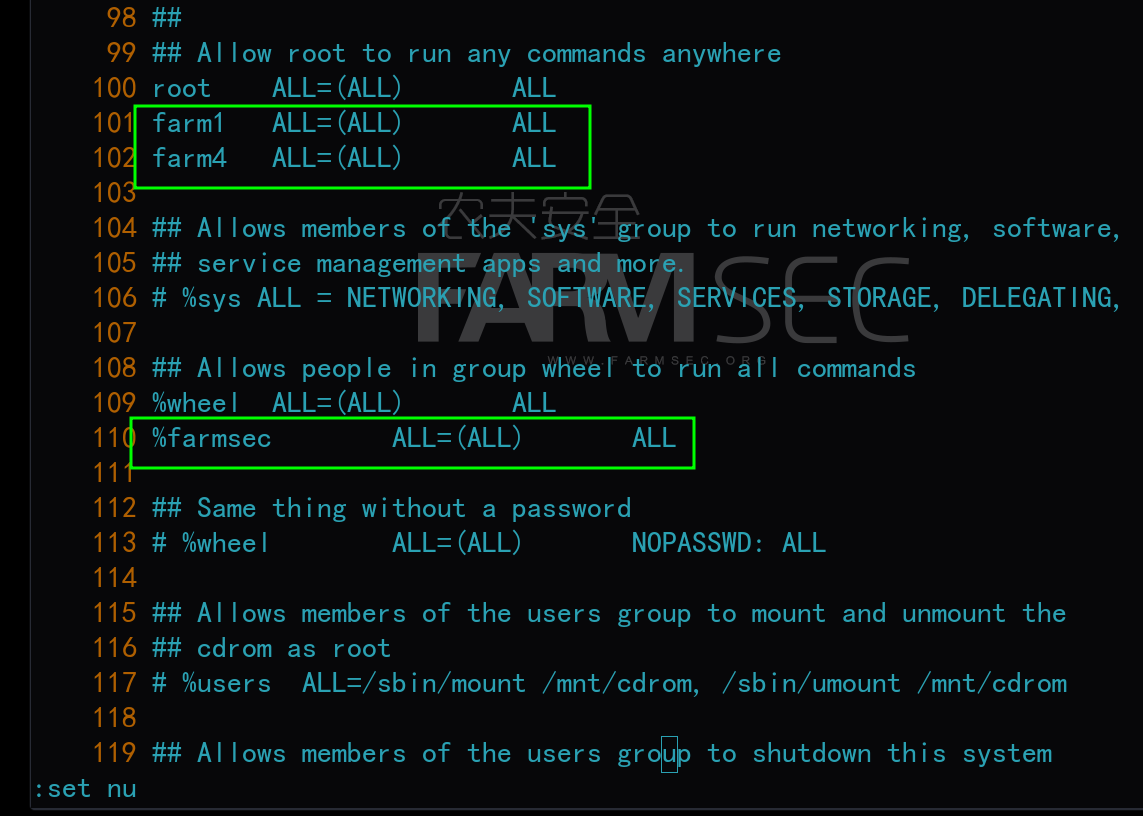 98 ##
99 ## Allow root to run any commands anywhere
100 root ALL=(ALL) ALL
101 farm1 ALL=(ALL) ALL
102 farm4 ALL=(ALL) ALL
103
农夫安全
104 ## Allows members of the 'sys' group to run networking, software,
105 ## service management apps and more.
FARMSEC
106 # %sys ALL = NETWORKING, SOFTWARE, SERVICES, STORAGE, DELEGATING,
107
WWW.FARMSEC.ORG
108 ## Allows people in group wheel to run all commands
109 %wheel ALL=(ALL) ALL
110 %farmsec ALL=(ALL) ALL
111
112 ## Same thing without a password
113 # %wheel ALL=(ALL) NOPASSWD: ALL
114
115 ## Allows members of the users group to mount and unmount the
116 ## cdrom as root
117 # %users ALL=/sbin/mount /mnt/cdrom, /sbin/umount /mnt/cdrom
118
119 ## Allows members of the users group to shutdown this system
:set nu